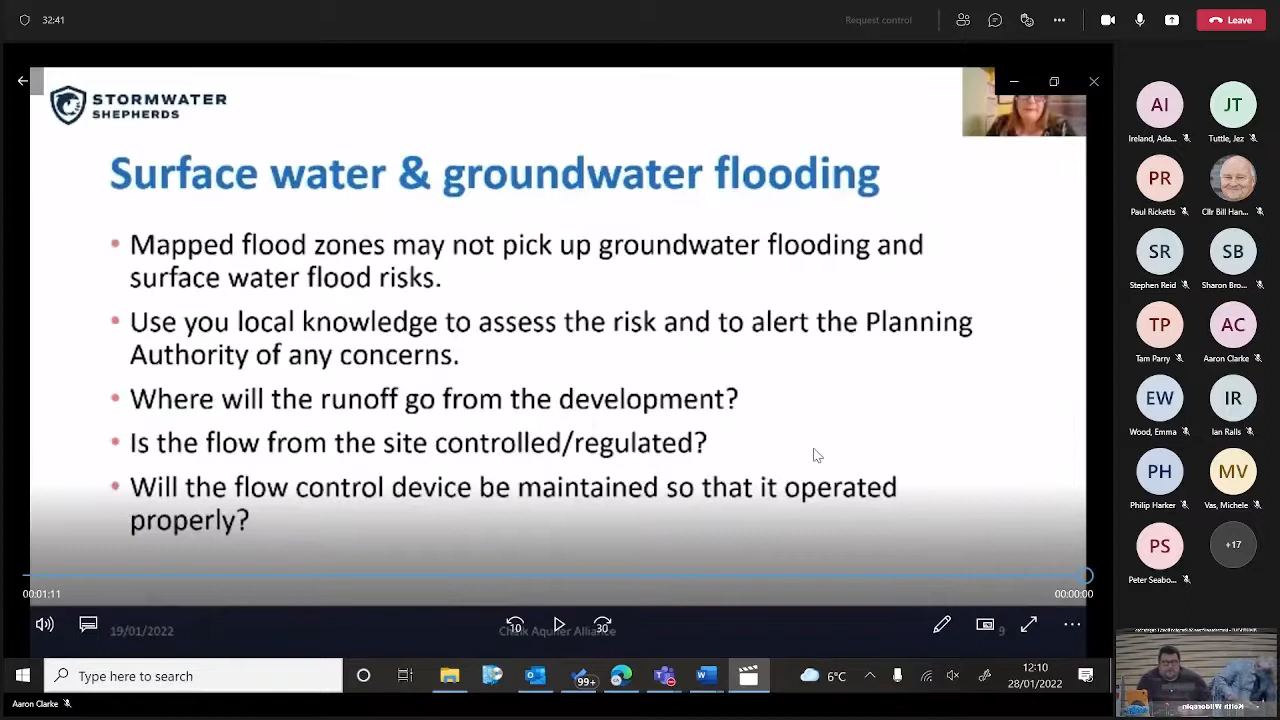 32:41
Request control
Leave
STORMWATER
SHEPHERDS
Surface water & groundwater flooding
• Mapped flood zones may not pick up groundwater flooding and
surface water flood risks.
• Use you local knowledge to assess the risk and to alert the Planning
Authority of any concerns.
• Where will the runoff go from the development?
• Is the flow from the site controlled/regulated?
• Will the flow control device be maintained so that it operated
properly?
00:01:11
00:00:00
10
30
19/01/2022
Chalk Aquifer Alliance
9
Type here to search
99+
6°C
12:10
28/01/2022
Aaron Clarke
AI
JT
Ireland, Ada...
Tuttle, Jez
PR
Paul Ricketts
Cllr Bill Han...
SR
SB
Stephen Reid
Sharon Bro...
TP
AC
Tam Parry
Aaron Clarke
EW
IR
Wood, Emma
Ian Ralls
PH
MV
Philip Harker
Vas, Michele
PS
+17
Peter Seabo...